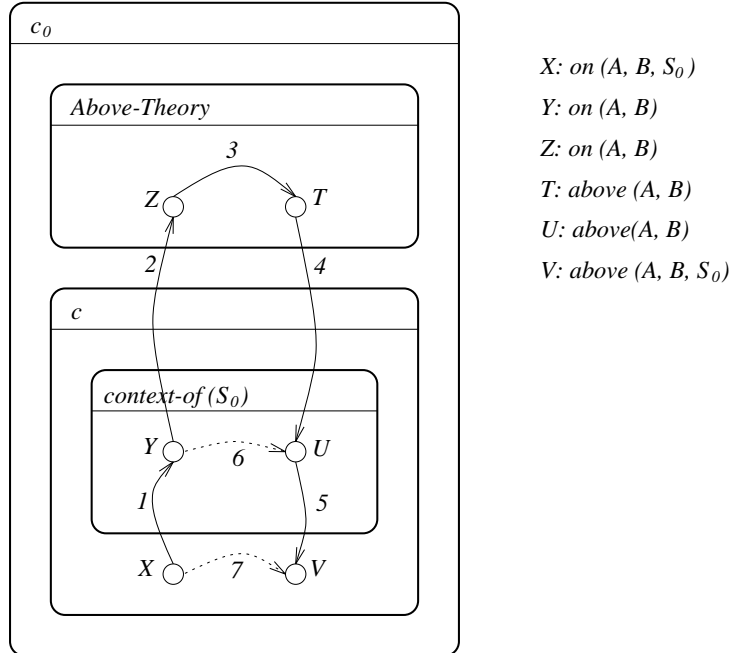 c₀
Above-Theory
3
Z
T
2
4
c
context-of (S₀)
Y
6
U
1
5
X
7
V
X: on (A, B, S₀)
Y: on (A, B)
Z: on (A, B)
T: above (A, B)
U: above(A, B)
V: above (A, B, S₀)